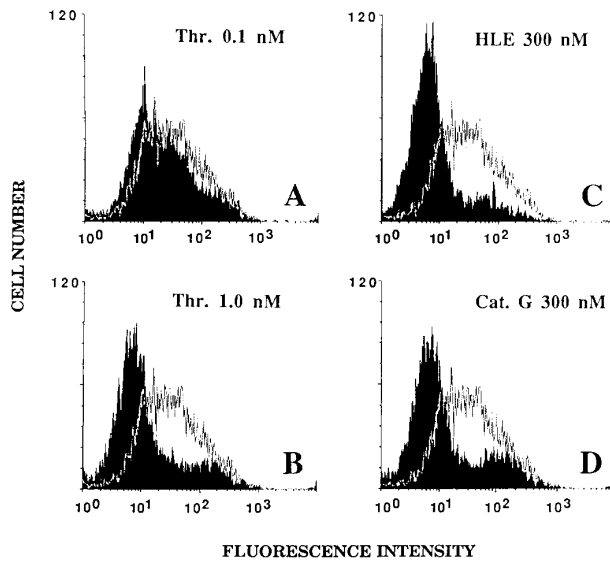 120
Thr. 0.1 nM
A
10⁰ 10¹ 10² 10³
120
HLE 300 nM
C
10⁰ 10¹ 10² 10³
120
Thr. 1.0 nM
B
10⁰ 10¹ 10² 10³
120
Cat. G 300 nM
D
10⁰ 10¹ 10² 10³
CELL NUMBER
FLUORESCENCE INTENSITY